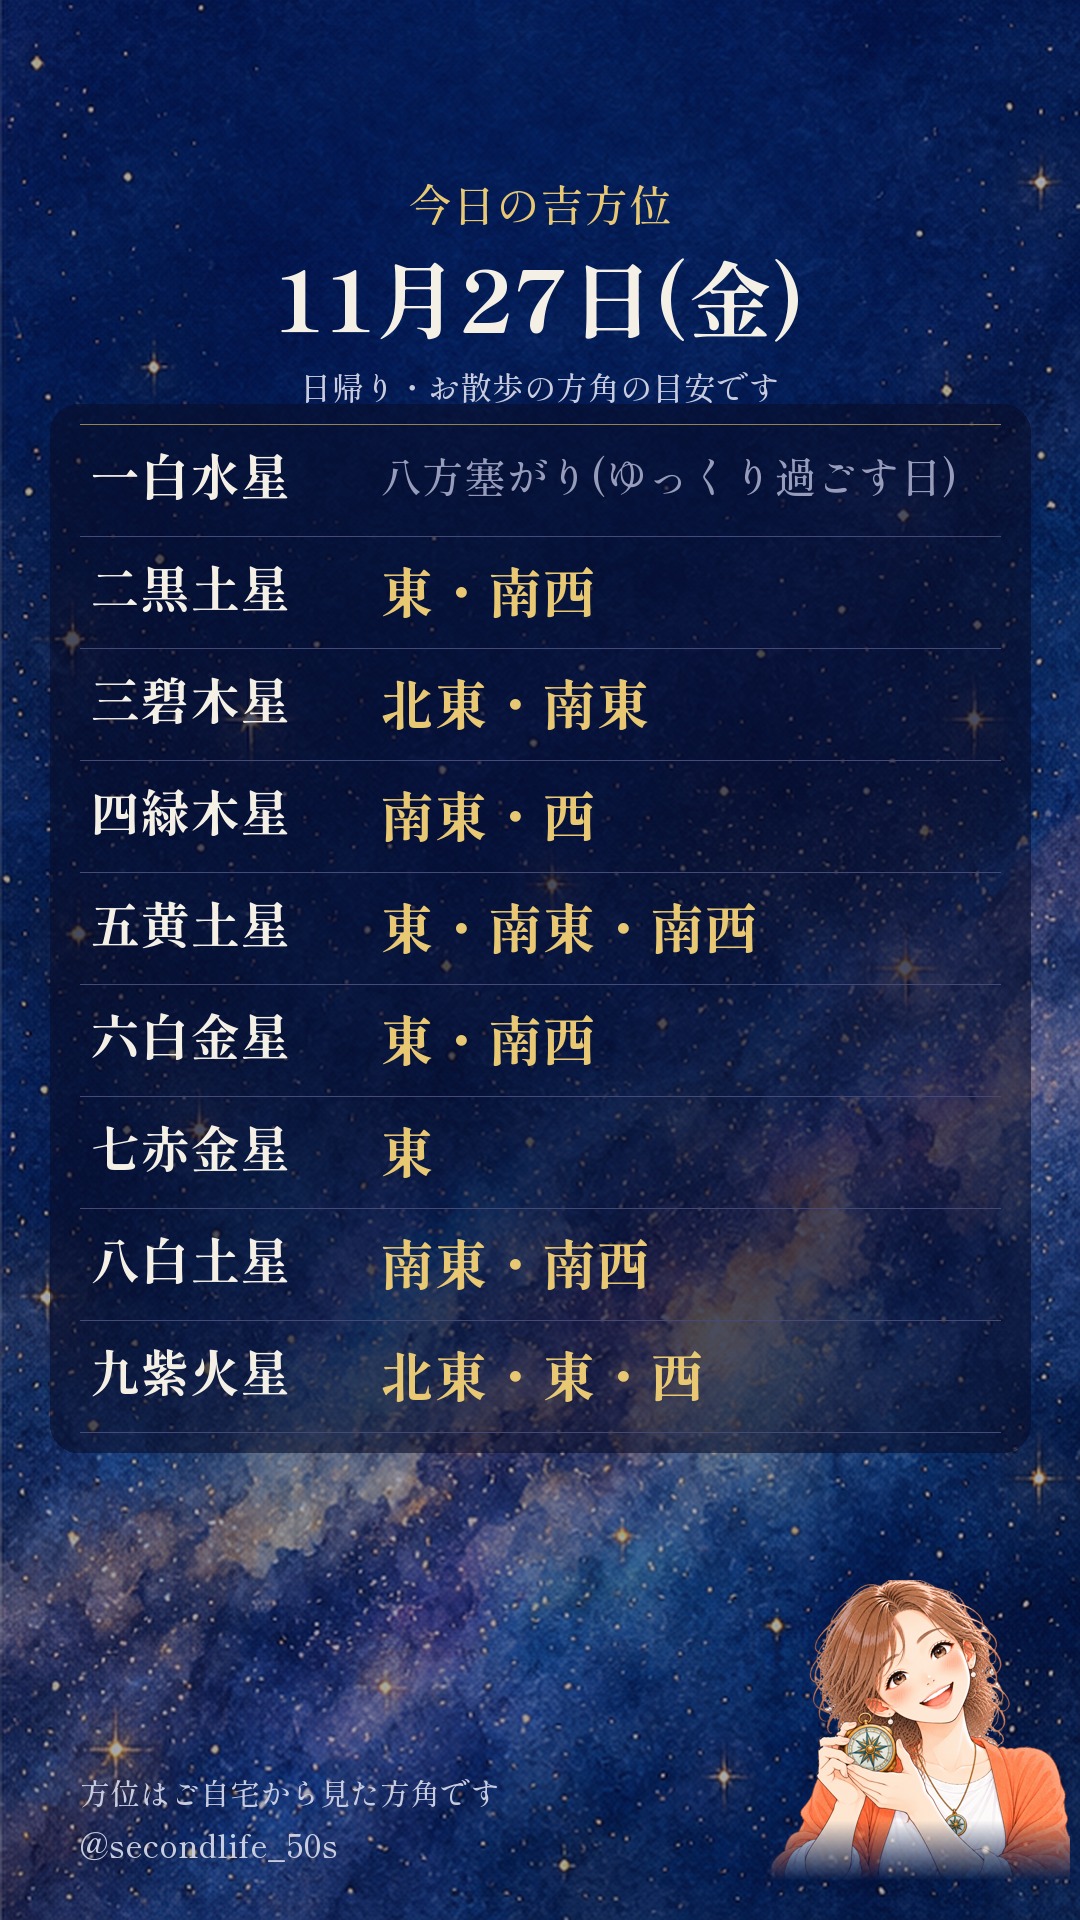 今日の吉方位
11月27日(金)
日帰り・お散歩の方角の目安です
一白水星 八方塞がり(ゆっくり過ごす日)
二黒土星 東・南西
三碧木星 北東・南東
四緑木星 南東・西
五黄土星 東・南東・南西
六白金星 東・南西
七赤金星 東
八白土星 南東・南西
九紫火星 北東・東・西
方位はご自宅から見た方角です
@secondlife_50s